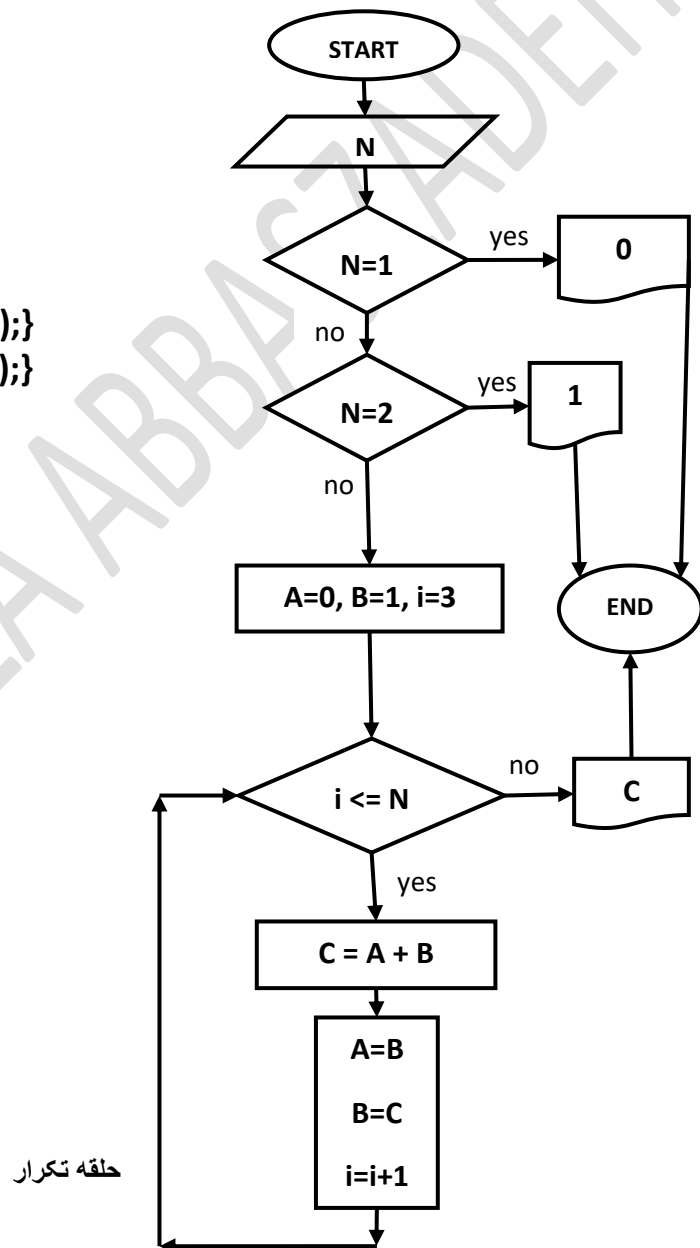 START
N
N=1
yes
0
no
);}
);}
N=2
yes
1
no
A=0, B=1, i=3
END
i <= N
no
C
yes
C = A + B
A=B
B=C
i=i+1
حلقه تکرار